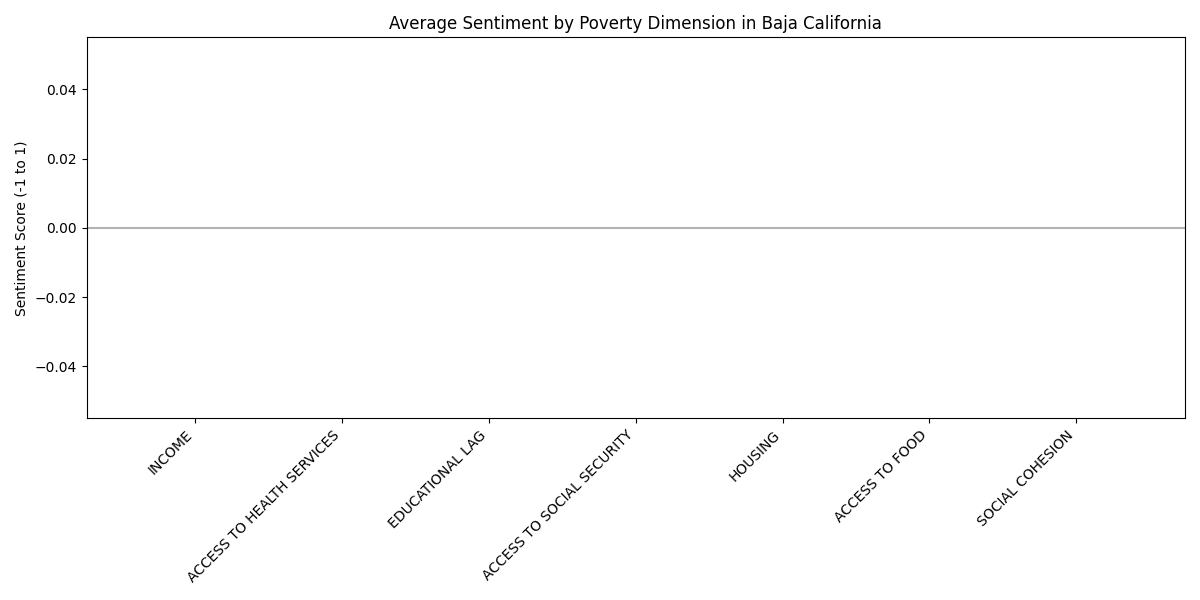 Average Sentiment by Poverty Dimension in Baja California
Sentiment Score (-1 to 1)
0.04
0.02
0.00
−0.02
−0.04
INCOME
ACCESS TO HEALTH SERVICES
EDUCATIONAL LAG
ACCESS TO SOCIAL SECURITY
HOUSING
ACCESS TO FOOD
SOCIAL COHESION